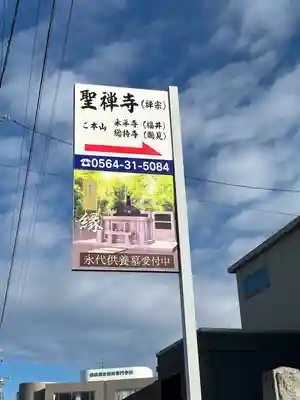 聖禅寺(禅宗)
ご本山 永平寺(福井)
總持寺(鶴見)
☎0564-31-5084
縁
永代供養墓受付中